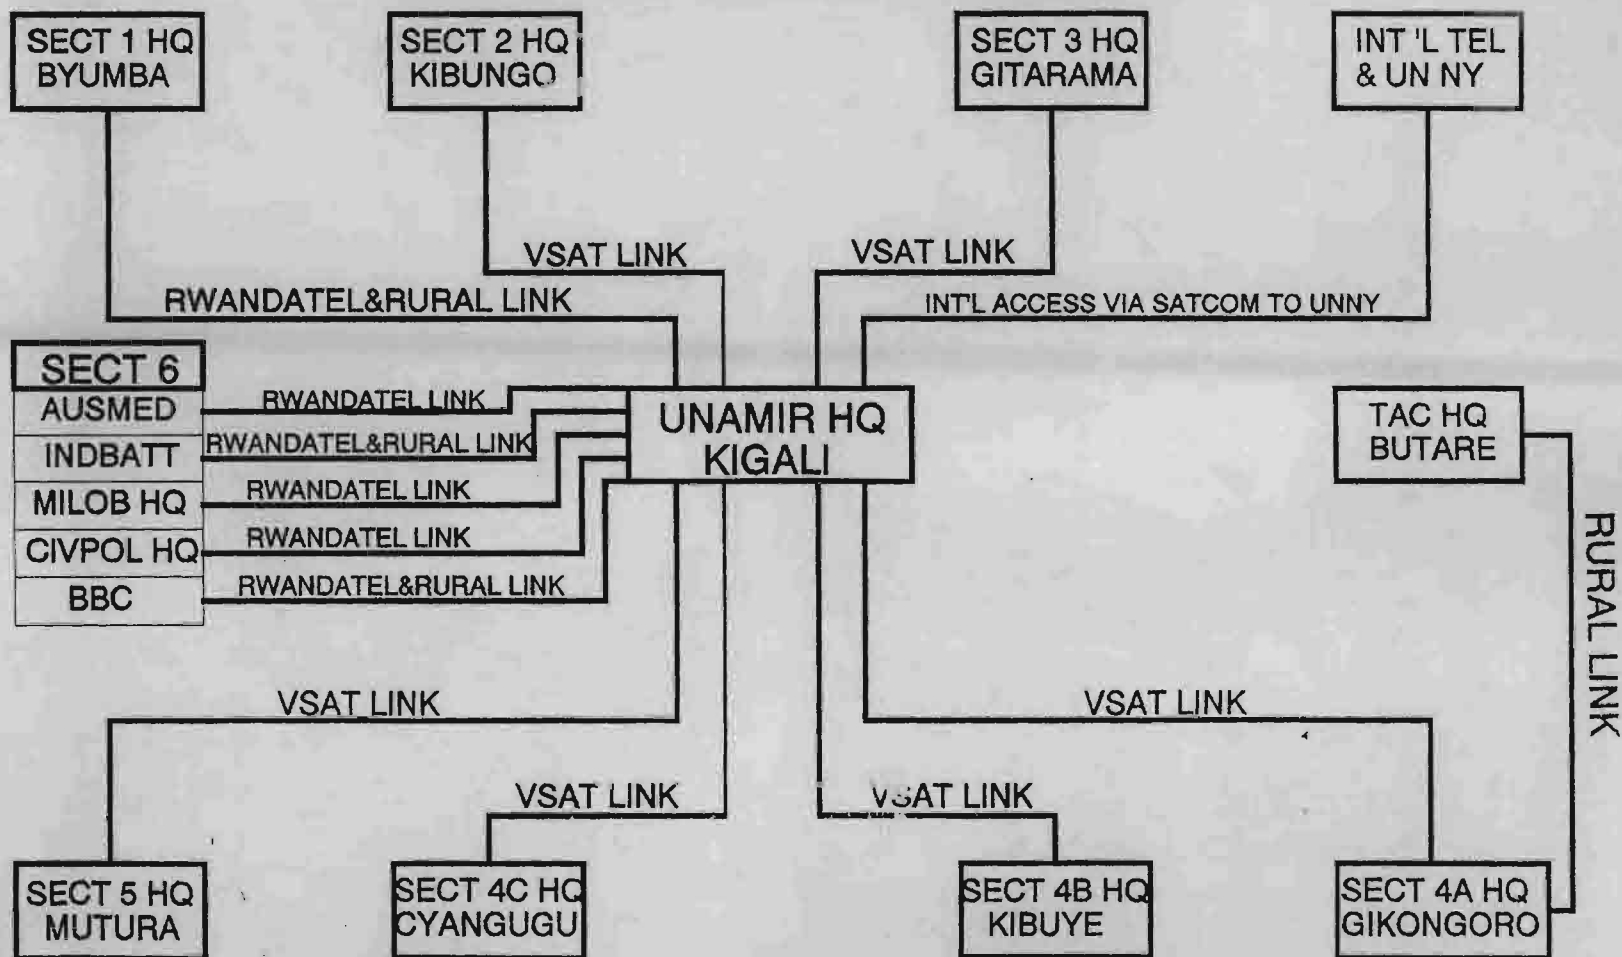 SECT 1 HQ
BYUMBA
SECT 2 HQ
KIBUNGO
SECT 3 HQ
GITARAMA
INT 'L TEL
& UN NY
VSAT LINK
VSAT LINK
RWANDATEL&RURAL LINK
INT'L ACCESS VIA SATCOM TO UNNY
SECT 6
AUSMED
RWANDATEL LINK
INDBATT
RWANDATEL&RURAL LINK
MILOB HQ
RWANDATEL LINK
CIVPOL HQ
RWANDATEL LINK
BBC
RWANDATEL&RURAL LINK
UNAMIR HQ
KIGALI
TAC HQ
BUTARE
RURAL LINK
VSAT LINK
VSAT LINK
VSAT LINK
VSAT LINK
SECT 5 HQ
MUTURA
SECT 4C HQ
CYANGUGU
SECT 4B HQ
KIBUYE
SECT 4A HQ
GIKONGORO